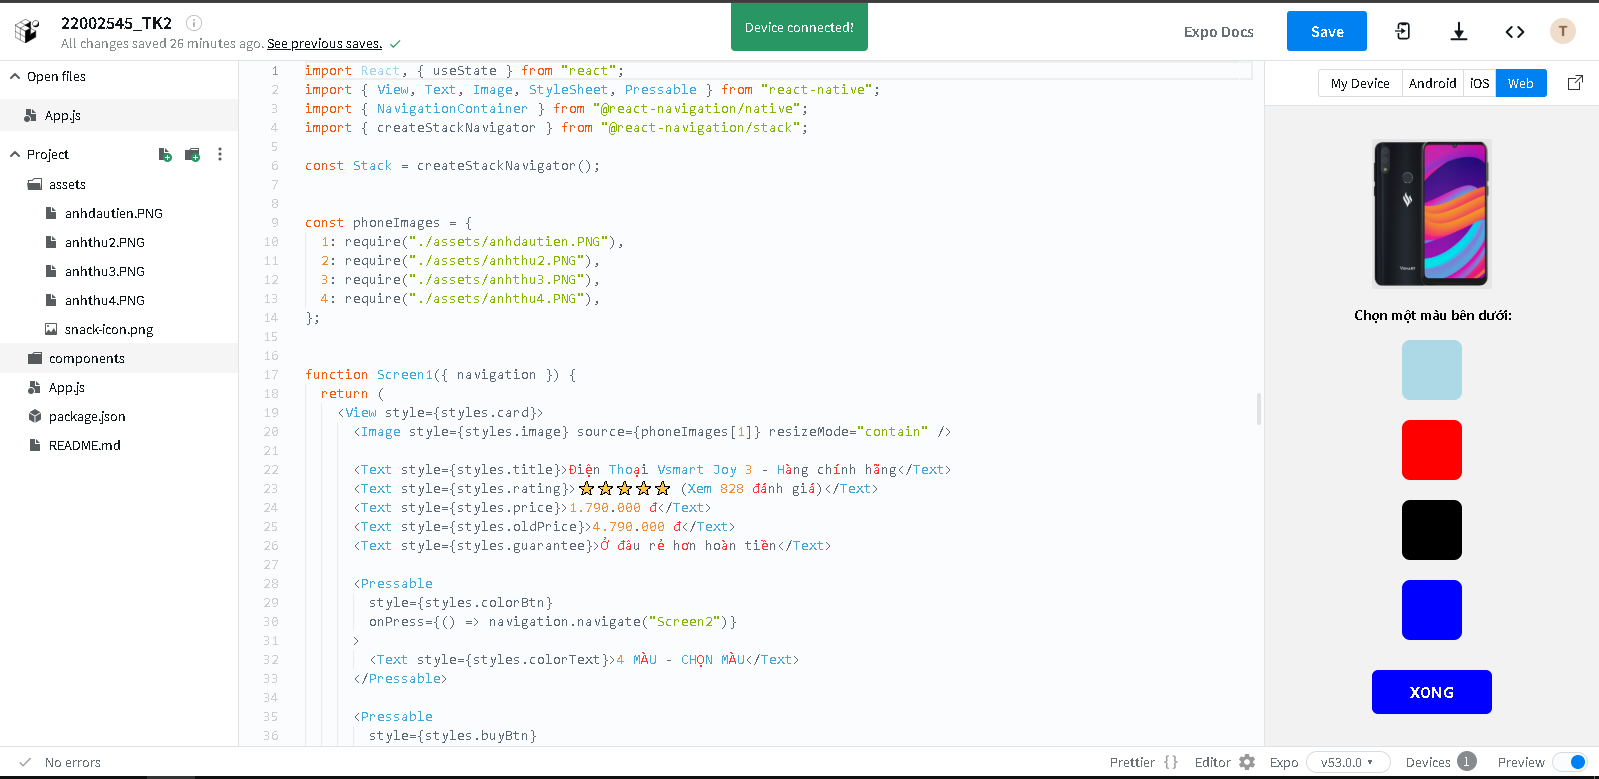 22002545_TK2
All changes saved 26 minutes ago. See previous saves.
Device connected!
Expo Docs
Save
T
Open files
App.js
Project
assets
anhdautien.PNG
anhthu2.PNG
anhthu3.PNG
anhthu4.PNG
snack-icon.png
components
App.js
package.json
README.md
1 import React, { useState } from "react";
2 import { View, Text, Image, StyleSheet, Pressable } from "react-native";
3 import { NavigationContainer } from "@react-navigation/native";
4 import { createStackNavigator } from "@react-navigation/stack";
5
6 const Stack = createStackNavigator();
7
8
9 const phoneImages = {
10 1: require("./assets/anhdautien.PNG"),
11 2: require("./assets/anhthu2.PNG"),
12 3: require("./assets/anhthu3.PNG"),
13 4: require("./assets/anhthu4.PNG"),
14 };
15
16
17 function Screen1({ navigation }) {
18 return (
19 <View style={styles.card}>
20 <Image style={styles.image} source={phoneImages[1]} resizeMode="contain" />
21
22 <Text style={styles.title}>Điện Thoại Vsmart Joy 3 - Hàng chính hãng</Text>
23 <Text style={styles.rating}>⭐⭐⭐⭐⭐ (Xem 828 đánh giá)</Text>
24 <Text style={styles.price}>1.790.000 đ</Text>
25 <Text style={styles.oldPrice}>4.790.000 đ</Text>
26 <Text style={styles.guarantee}>Ở đâu rẻ hơn hoàn tiền</Text>
27
28 <Pressable
29 style={styles.colorBtn}
30 onPress={() => navigation.navigate("Screen2")}
31 >
32 <Text style={styles.colorText}>4 MÀU - CHỌN MÀU</Text>
33 </Pressable>
34
35 <Pressable
36 style={styles.buyBtn}
My Device Android iOS Web
VSMART
Chọn một màu bên dưới:
XONG
No errors
Prettier {} Editor Expo v53.0.0 Devices 1 Preview